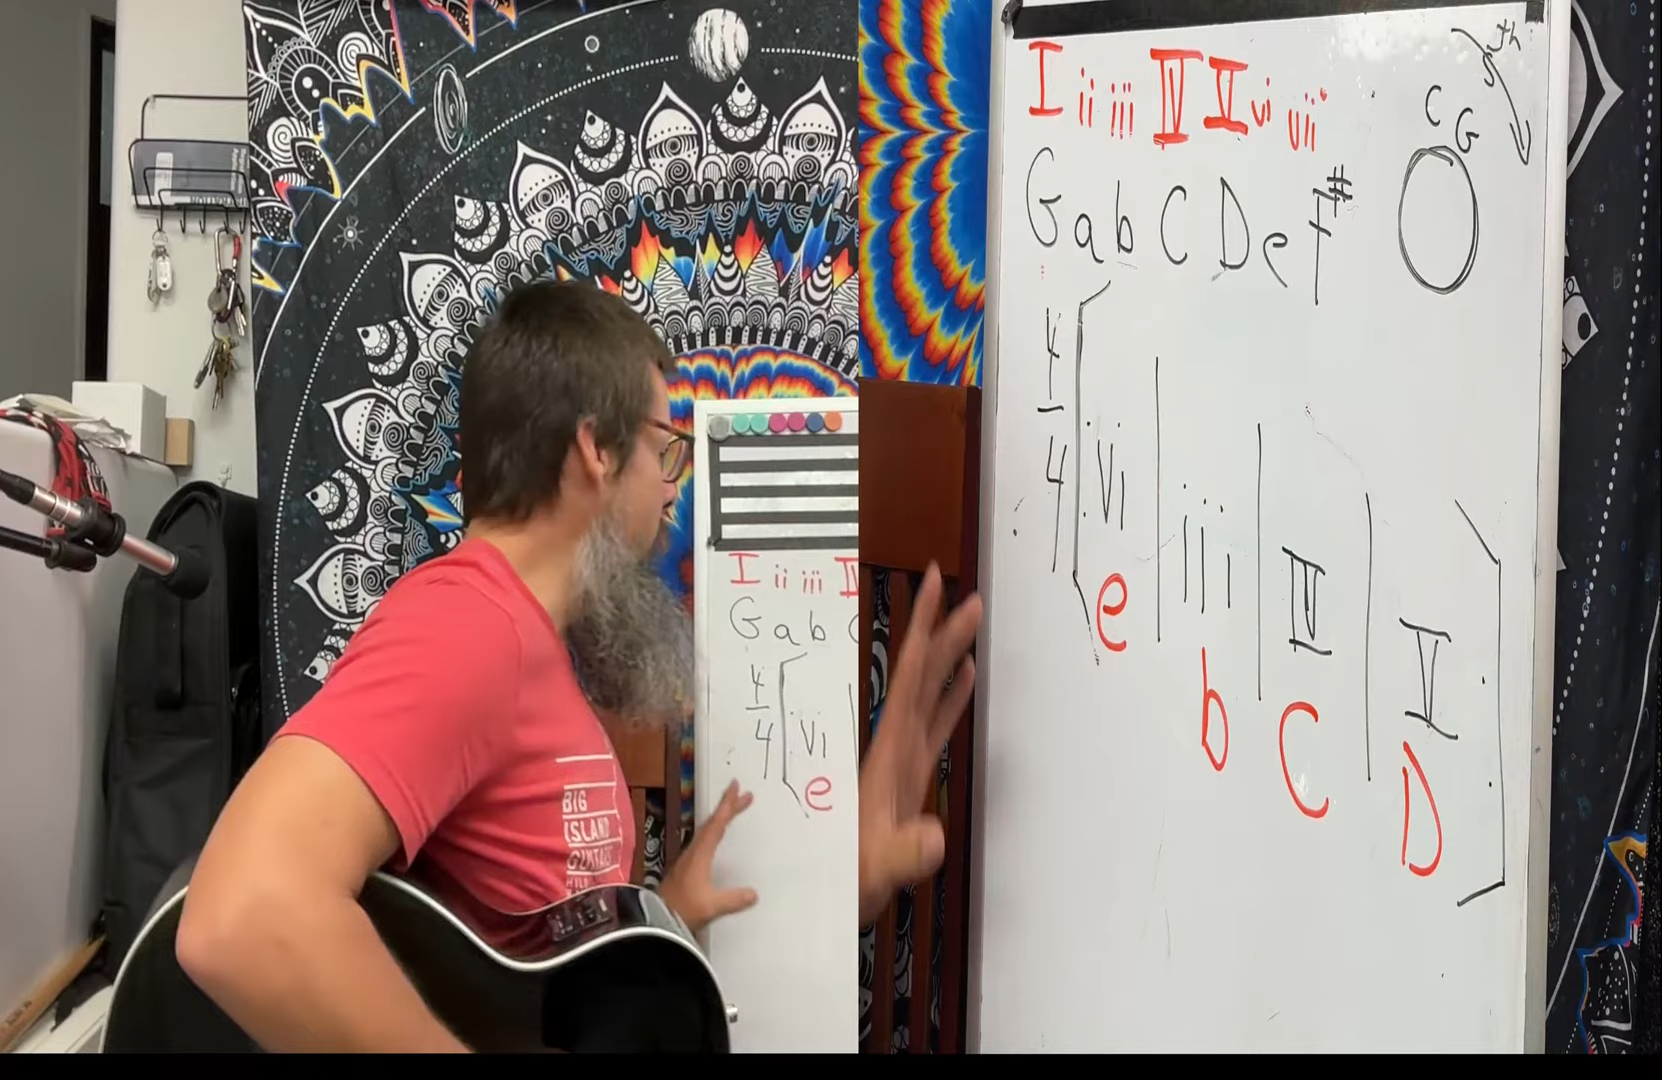 BIG
ISLAND
GUITARS
HILO
I ii iii
G a b C
4/4 vi
e
I ii iii IV V vi vii°
G a b C D e f#
C G
5th
4/4 vi iii IV V
e b C D